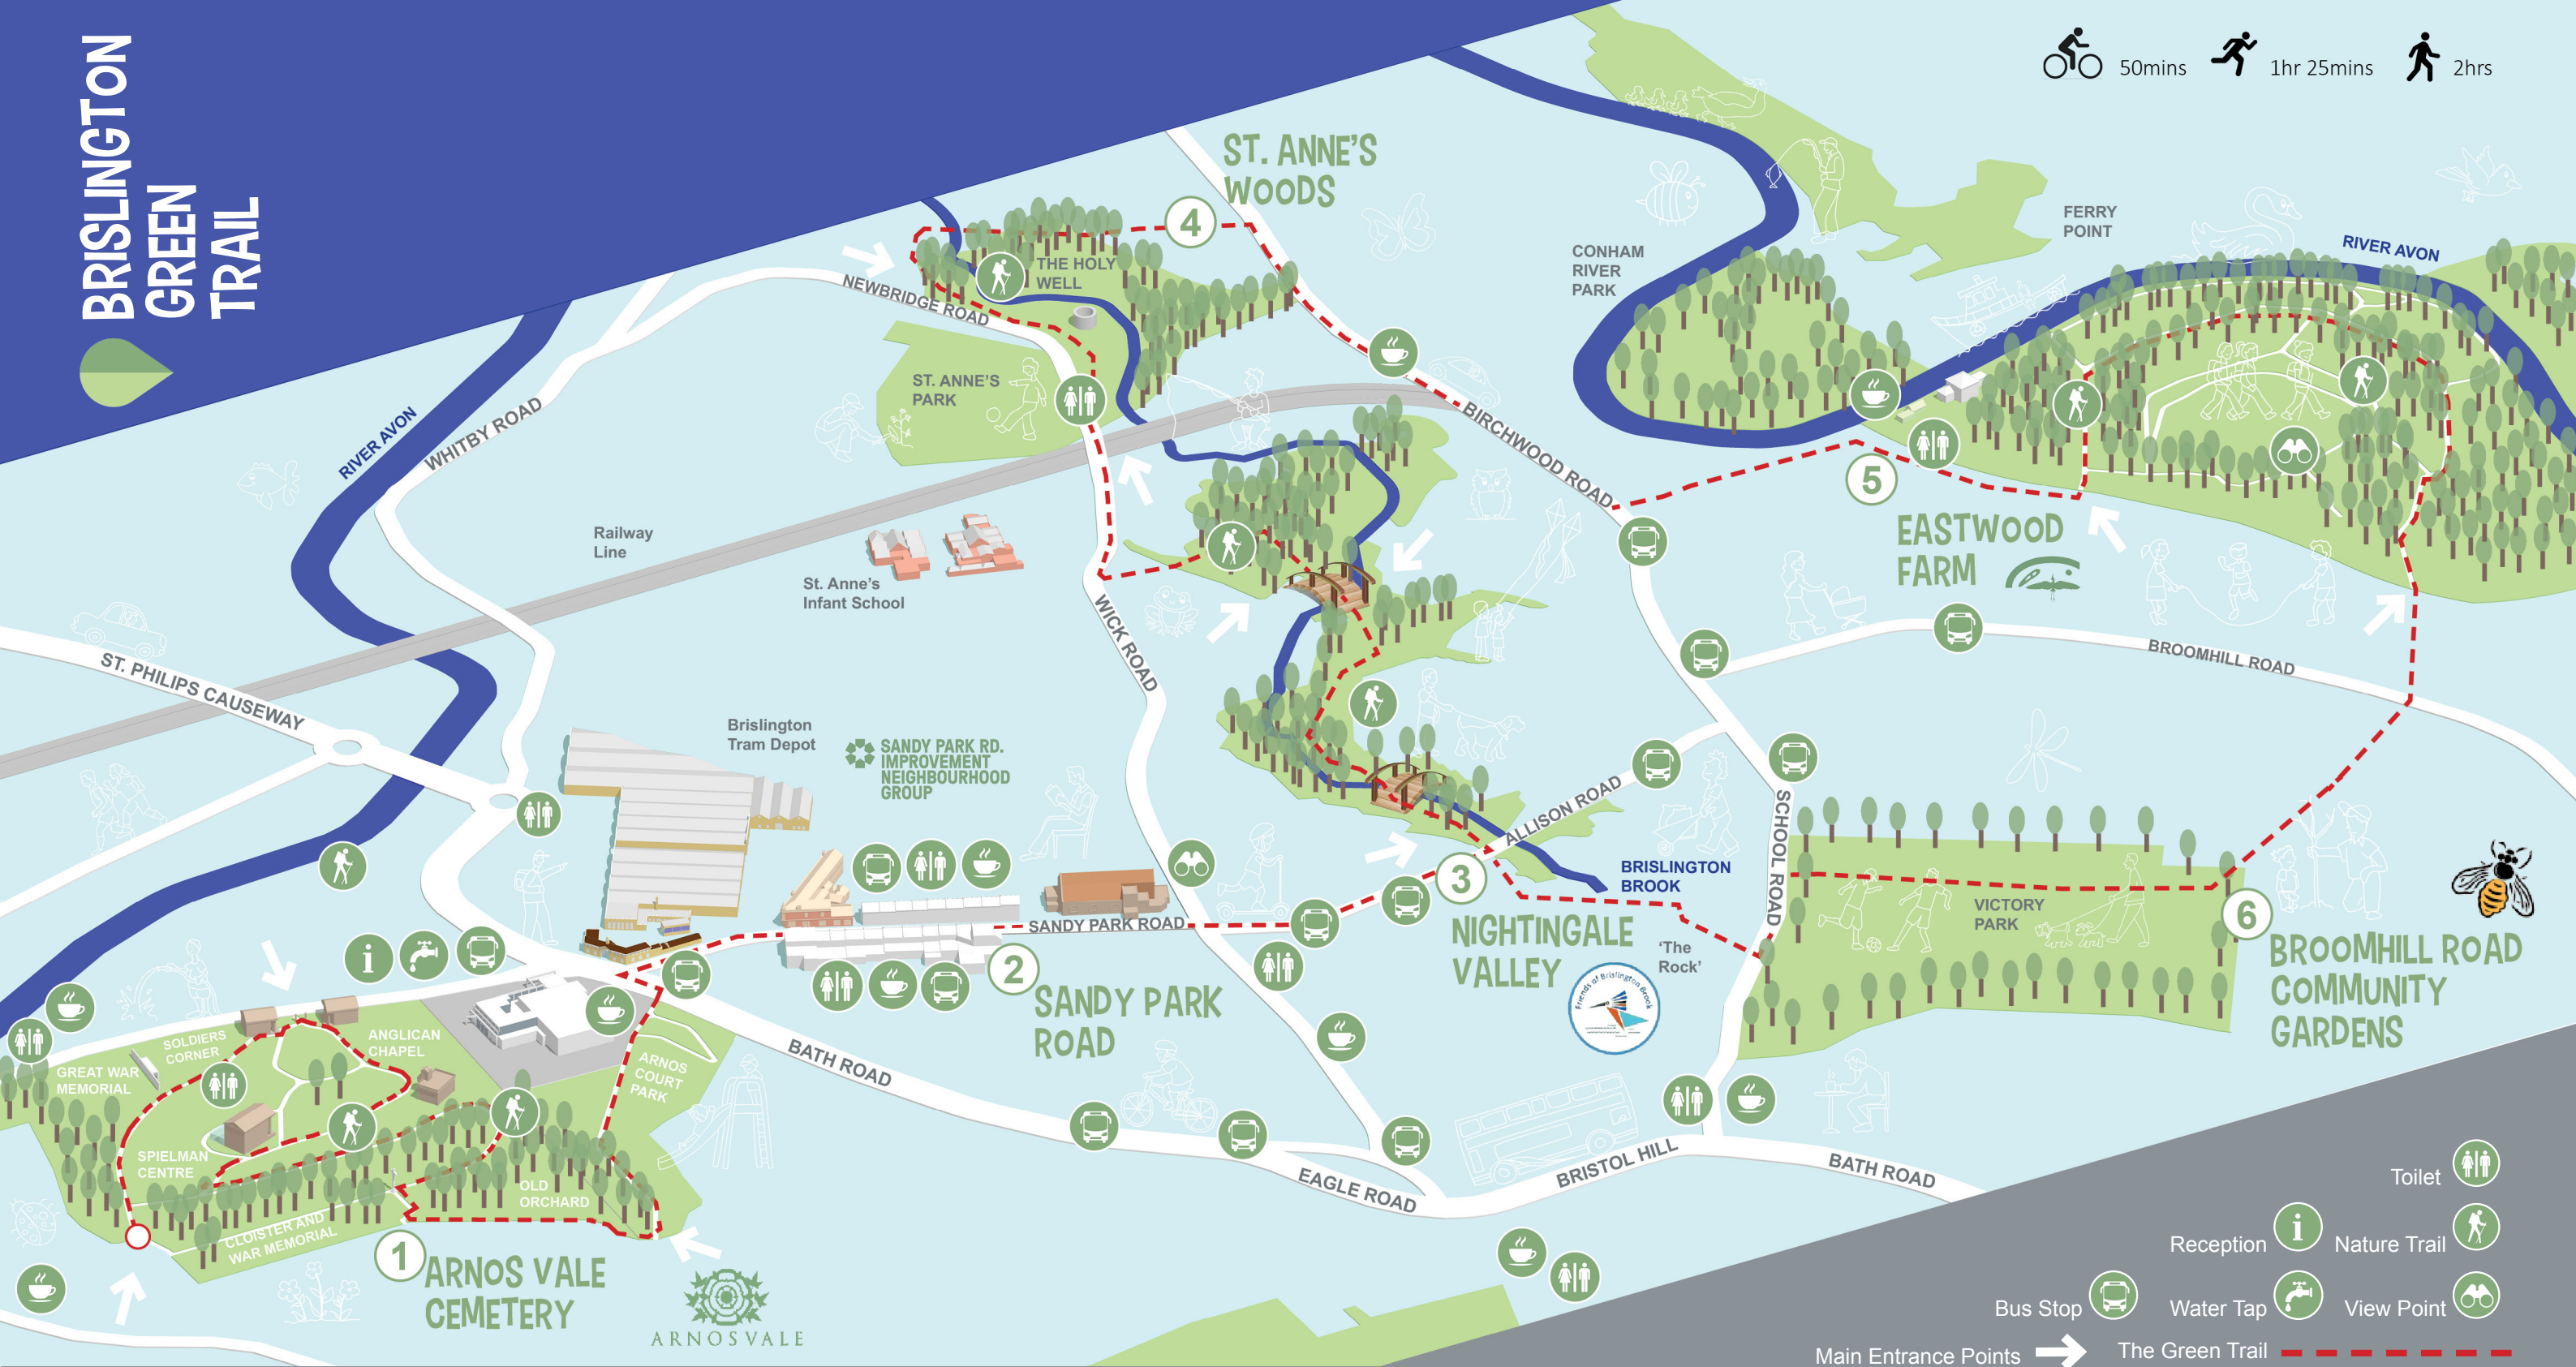 BRISLINGTON
GREEN
TRAIL
50mins
1hr 25mins
2hrs
ST. ANNE'S
WOODS
4
THE HOLY
WELL
NEWBRIDGE ROAD
ST. ANNE'S
PARK
CONHAM
RIVER
PARK
FERRY
POINT
RIVER AVON
RIVER AVON
WHITBY ROAD
BIRCHWOOD ROAD
5
EASTWOOD
FARM
Railway
Line
St. Anne's
Infant School
WICK ROAD
BROOMHILL ROAD
ST. PHILIPS CAUSEWAY
Brislington
Tram Depot
SANDY PARK RD.
IMPROVEMENT
NEIGHBOURHOOD
GROUP
ALLISON ROAD
SCHOOL ROAD
3
BRISLINGTON
BROOK
NIGHTINGALE
VALLEY
'The
Rock'
Friends of Brislington Brook
VICTORY
PARK
6
BROOMHILL ROAD
COMMUNITY
GARDENS
SANDY PARK ROAD
2
SANDY PARK
ROAD
i
SOLDIERS
CORNER
ANGLICAN
CHAPEL
GREAT WAR
MEMORIAL
ARNOS
COURT
PARK
SPIELMAN
CENTRE
OLD
ORCHARD
CLOISTER AND
WAR MEMORIAL
1
ARNOS VALE
CEMETERY
ARNOS VALE
BATH ROAD
EAGLE ROAD
BRISTOL HILL
BATH ROAD
Toilet
Reception
i
Nature Trail
Bus Stop
Water Tap
View Point
Main Entrance Points
The Green Trail